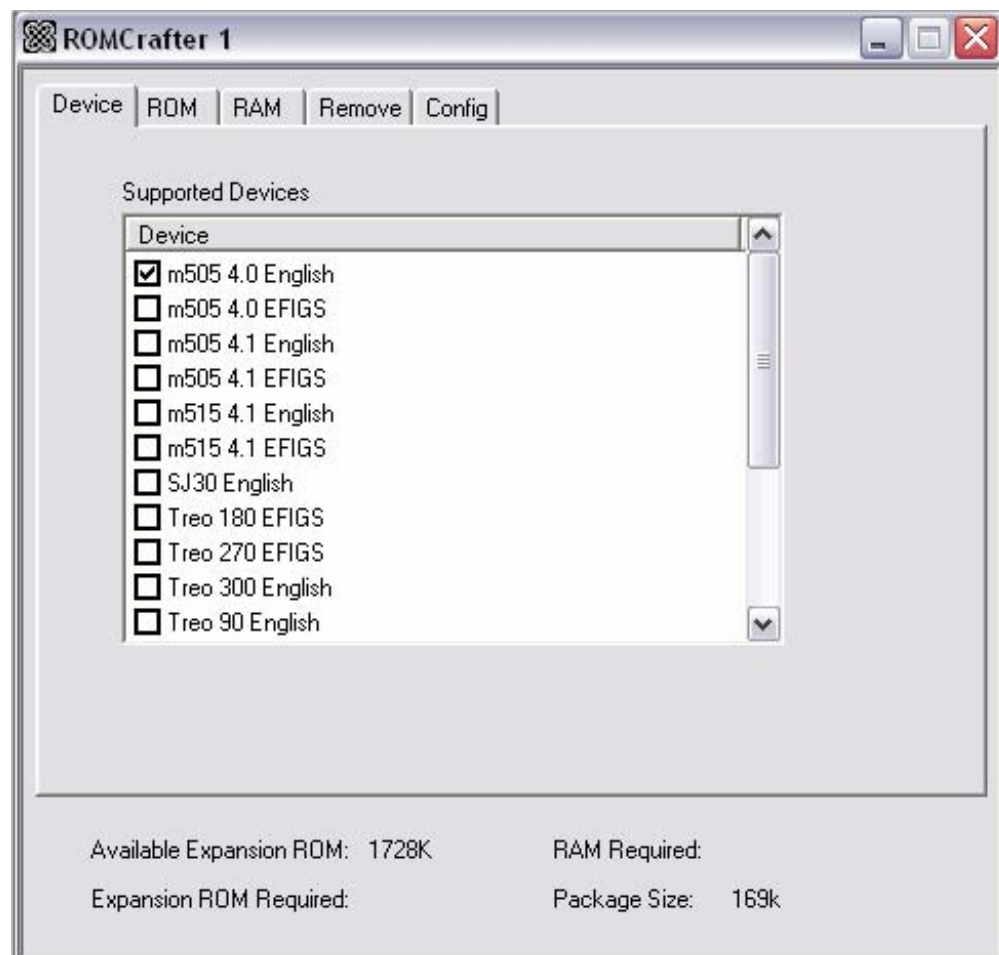 ROMCrafter 1
Device ROM RAM Remove Config
Supported Devices
Device
m505 4.0 English
m505 4.0 EFIGS
m505 4.1 English
m505 4.1 EFIGS
m515 4.1 English
m515 4.1 EFIGS
SJ30 English
Treo 180 EFIGS
Treo 270 EFIGS
Treo 300 English
Treo 90 English
Available Expansion ROM: 1728K RAM Required:
Expansion ROM Required: Package Size: 169k